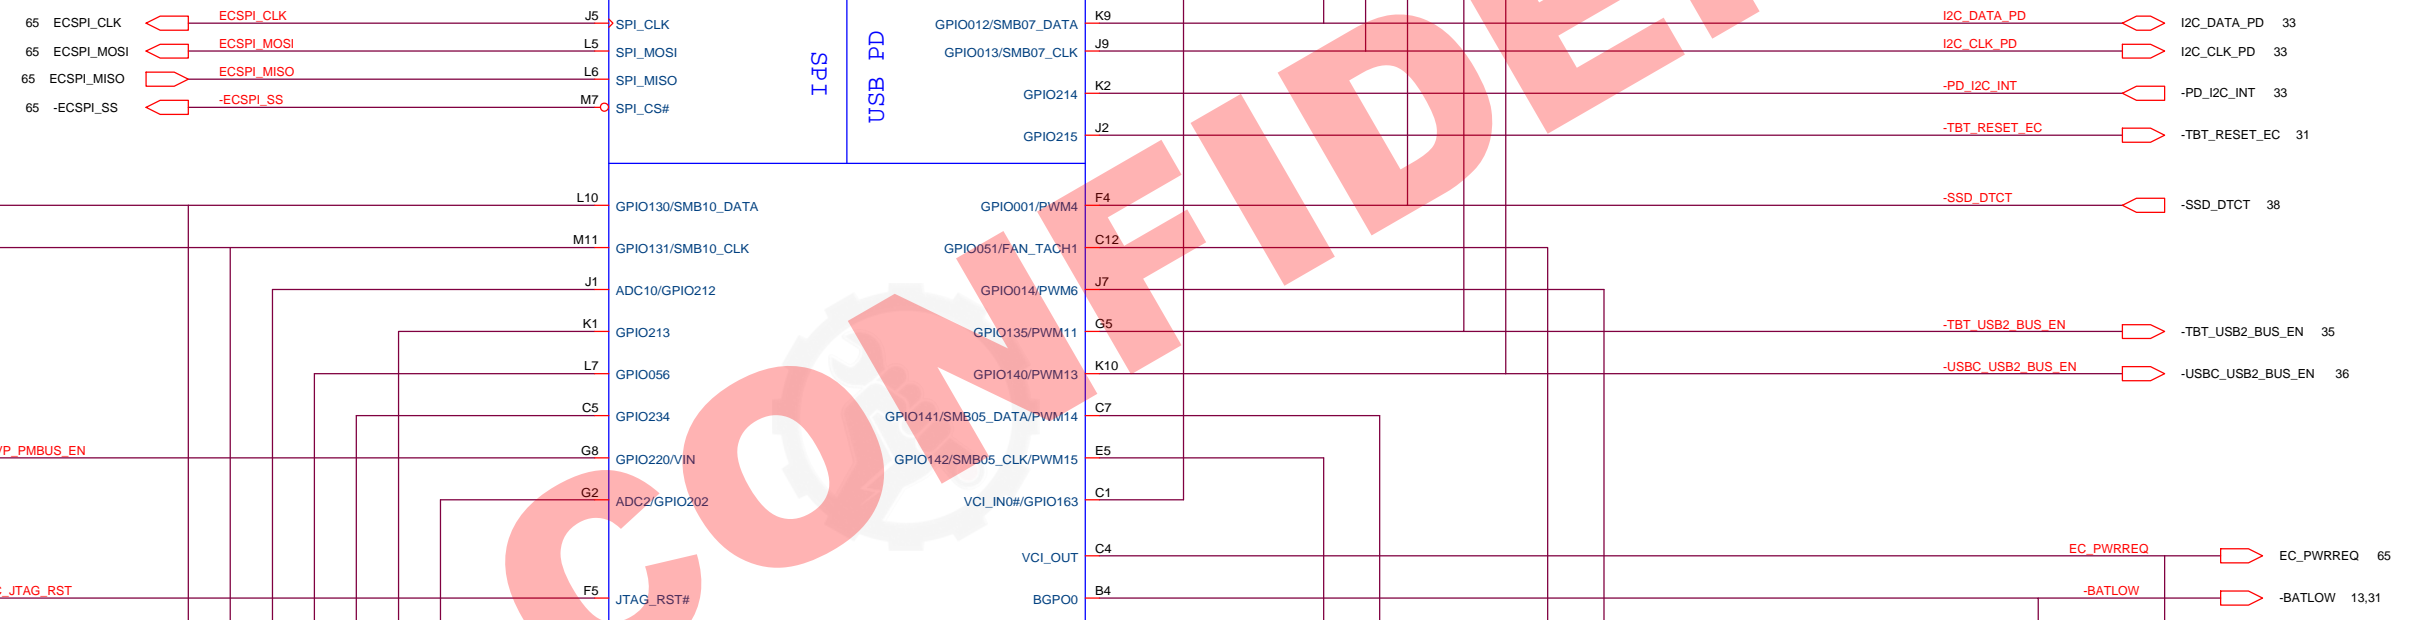 65 ECSPI_CLK ECSPI_CLK J5 SPI_CLK GPIO012/SMB07_DATA K9 I2C_DATA_PD I2C_DATA_PD 33
65 ECSPI_MOSI ECSPI_MOSI L5 SPI_MOSI GPIO013/SMB07_CLK J9 I2C_CLK_PD I2C_CLK_PD 33
65 ECSPI_MISO ECSPI_MISO L6 SPI_MISO SPI USB PD GPIO214 K2 -PD_I2C_INT -PD_I2C_INT 33
65 -ECSPI_SS -ECSPI_SS M7 SPI_CS#
GPIO215 J2 -TBT_RESET_EC -TBT_RESET_EC 31
L10 GPIO130/SMB10_DATA GPIO001/PWM4 F4 -SSD_DTCT -SSD_DTCT 38
M11 GPIO131/SMB10_CLK GPIO051/FAN_TACH1 C12
J1 ADC10/GPIO212 GPIO014/PWM6 J7
K1 GPIO213 GPIO135/PWM11 G5 -TBT_USB2_BUS_EN -TBT_USB2_BUS_EN 35
L7 GPIO056 GPIO140/PWM13 K10 -USBC_USB2_BUS_EN -USBC_USB2_BUS_EN 36
C5 GPIO234 GPIO141/SMB05_DATA/PWM14 C7
P_PMBUS_EN G8 GPIO220/VIN GPIO142/SMB05_CLK/PWM15 E5
G2 ADC2/GPIO202 VCI_IN0#/GPIO163 C1
VCI_OUT C4 EC_PWRREQ EC_PWRREQ 65
_JTAG_RST F5 JTAG_RST# BGPO0 B4 -BATLOW -BATLOW 13,31
CONFIDE